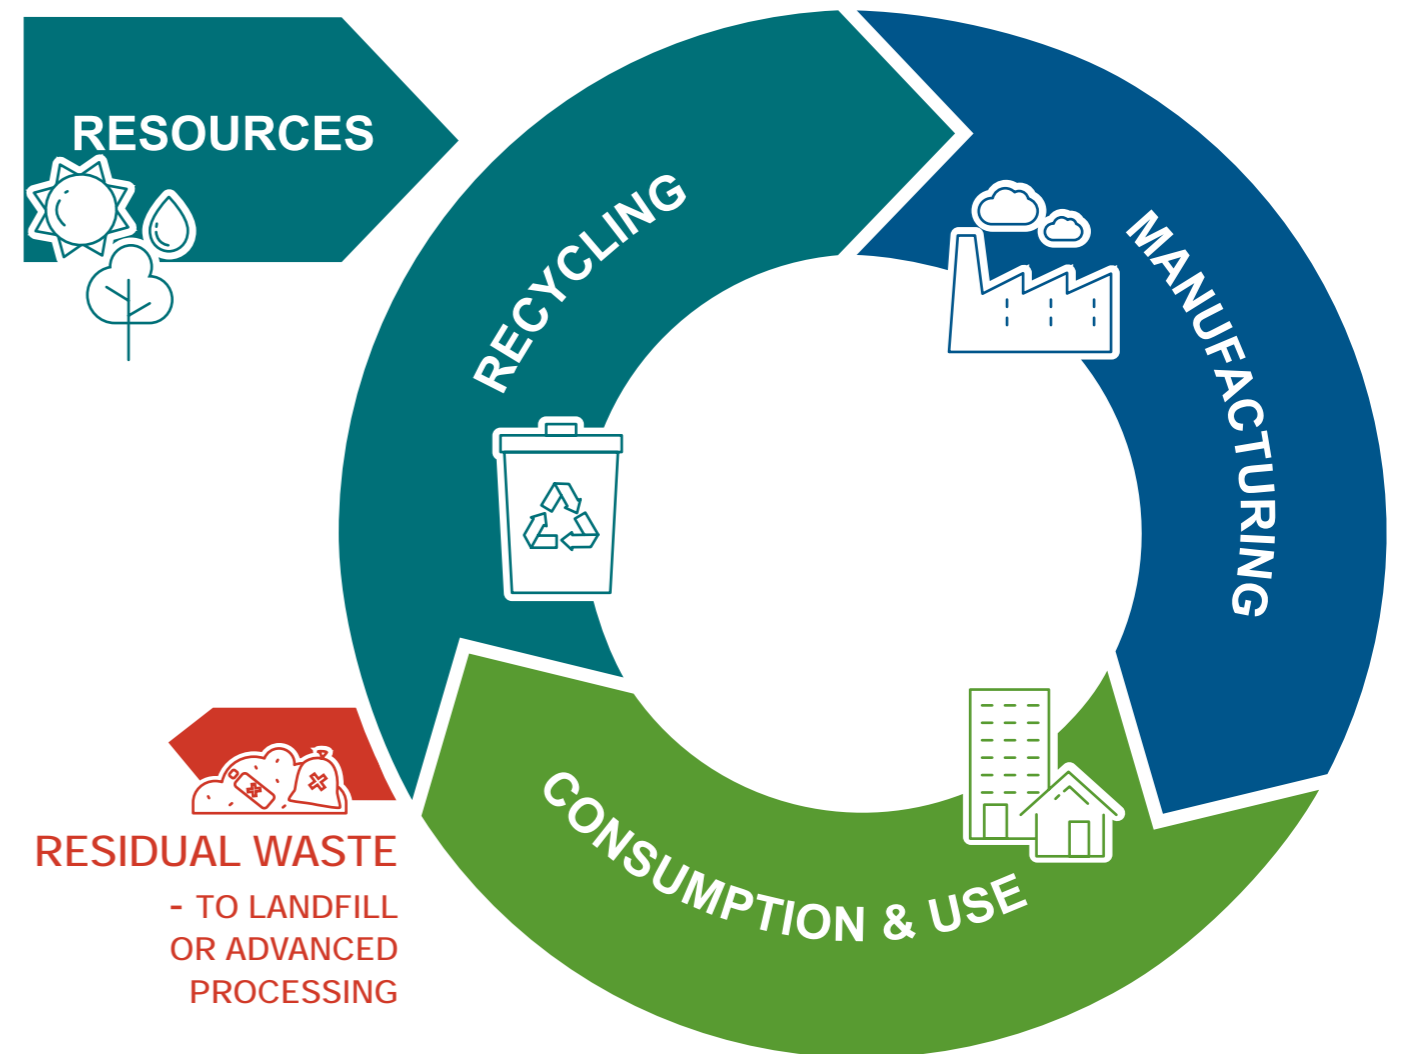 RESOURCES
RECYCLING
MANUFACTURING
CONSUMPTION & USE
RESIDUAL WASTE
- TO LANDFILL
OR ADVANCED
PROCESSING